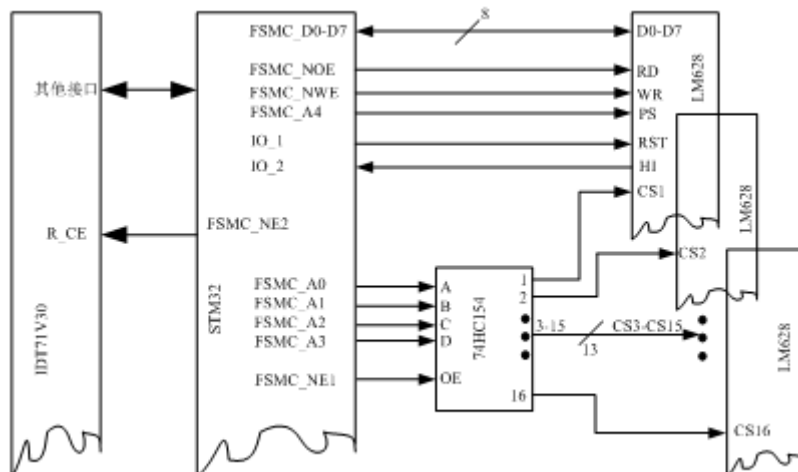 8
FSMC_D0-D7
D0-D7
FSMC_NOE
RD
其他接口
FSMC_NWE
WR
FSMC_A4
PS
IO_1
RST
IO_2
HI
CS1
LM628
FSMC_NE2
R_CE
LM628
CS2
FSMC_A0
A
1
FSMC_A1
B
2
FSMC_A2
C
FSMC_A3
D
3-15
13
CS3-CS15
FSMC_NE1
OE
16
CS16
IDT71V30
STM32
74HC154
LM628